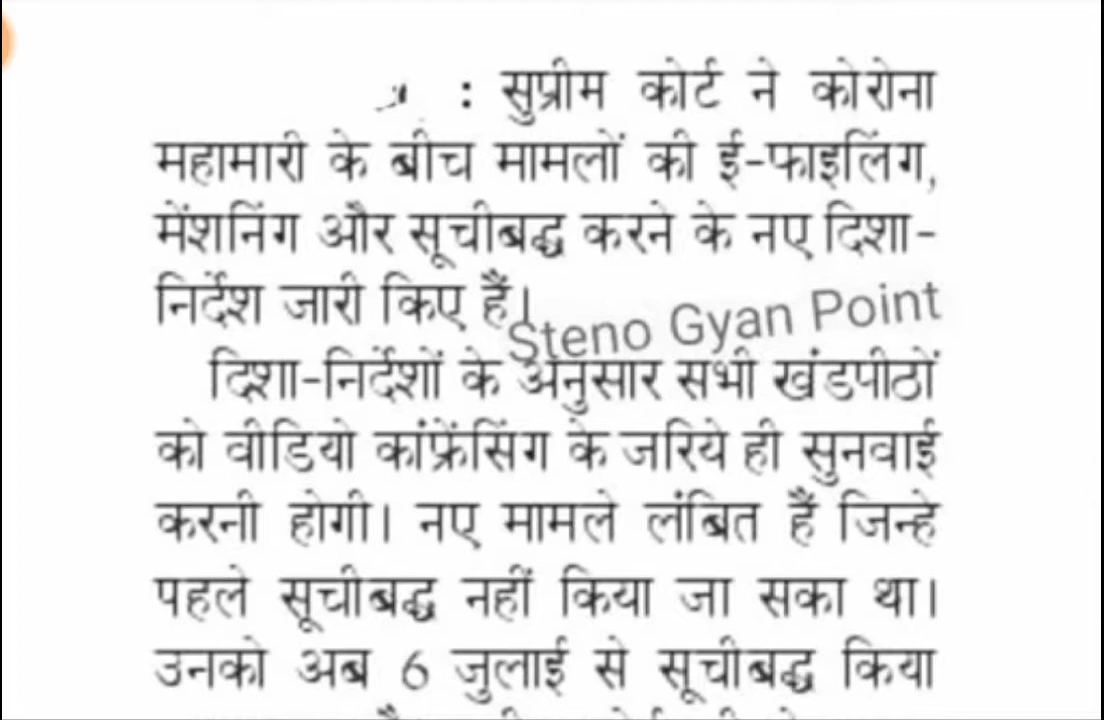 : सुप्रीम कोर्ट ने कोरोना
महामारी के बीच मामलों की ई-फाइलिंग,
मेंशनिंग और सूचीबद्ध करने के नए दिशा-
निर्देश जारी किए हैं।
Steno Gyan Point
दिशा-निर्देशों के अनुसार सभी खंडपीठों
को वीडियो कांफ्रेंसिंग के जरिये ही सुनवाई
करनी होगी। नए मामले लंबित हैं जिन्हे
पहले सूचीबद्ध नहीं किया जा सका था।
उनको अब 6 जुलाई से सूचीबद्ध किया